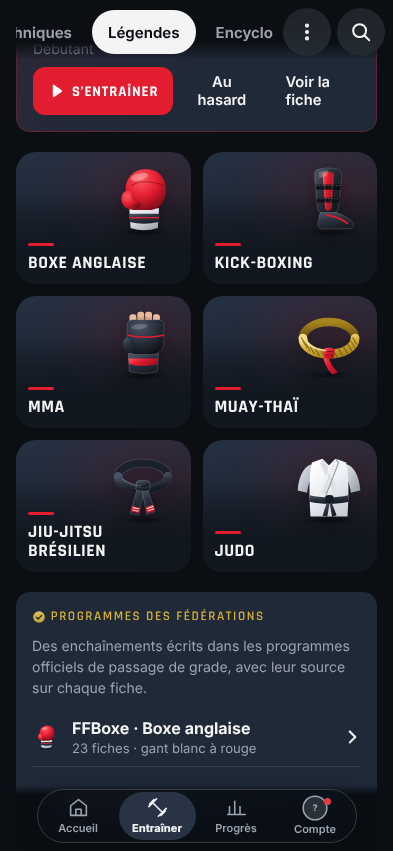 hniques
Légendes
Encyclo
Débutant
S'ENTRAÎNER
Au
hasard
Voir la
fiche
BOXE ANGLAISE
KICK-BOXING
MMA
MUAY-THAÏ
JIU-JITSU
BRÉSILIEN
JUDO
PROGRAMMES DES FÉDÉRATIONS
Des enchaînements écrits dans les programmes
officiels de passage de grade, avec leur source
sur chaque fiche.
FFBoxe · Boxe anglaise
23 fiches · gant blanc à rouge
?
Accueil
Entraîner
Progrès
Compte